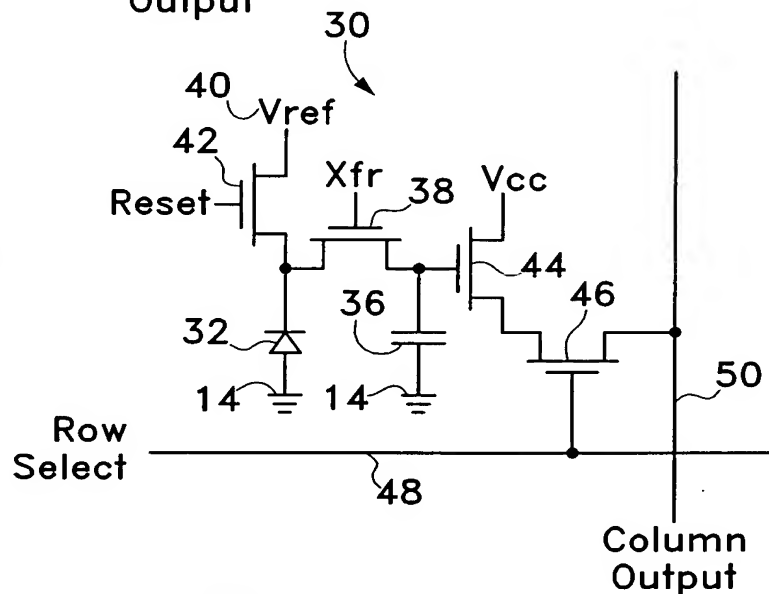 Output
30
40 Vref
42
Xfr
38
Vcc
Reset
44
46
36
32
14
14
50
Row
Select
48
Column
Output